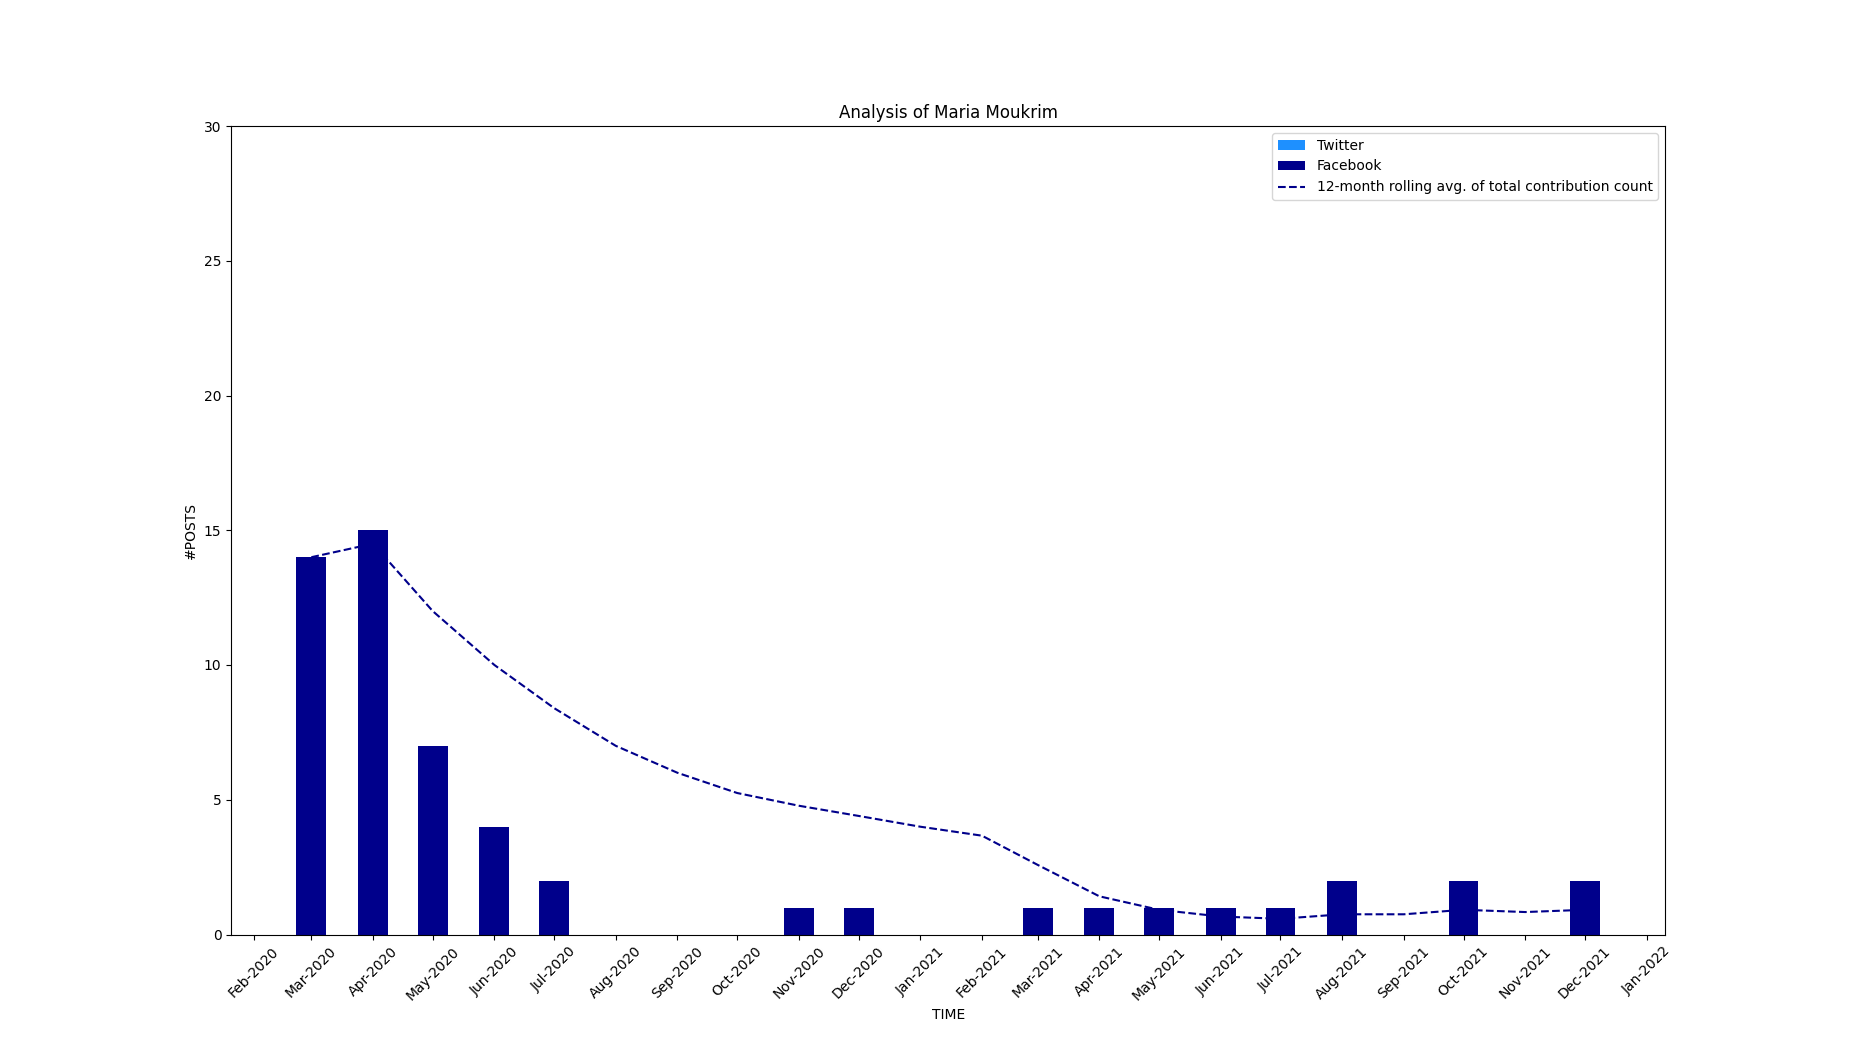 Analysis of Maria Moukrim
Twitter
Facebook
12-month rolling avg. of total contribution count
30
25
20
15
10
5
0
#POSTS
Feb-2020
Mar-2020
Apr-2020
May-2020
Jun-2020
Jul-2020
Aug-2020
Sep-2020
Oct-2020
Nov-2020
Dec-2020
Jan-2021
Feb-2021
Mar-2021
Apr-2021
May-2021
Jun-2021
Jul-2021
Aug-2021
Sep-2021
Oct-2021
Nov-2021
Dec-2021
Jan-2022
TIME